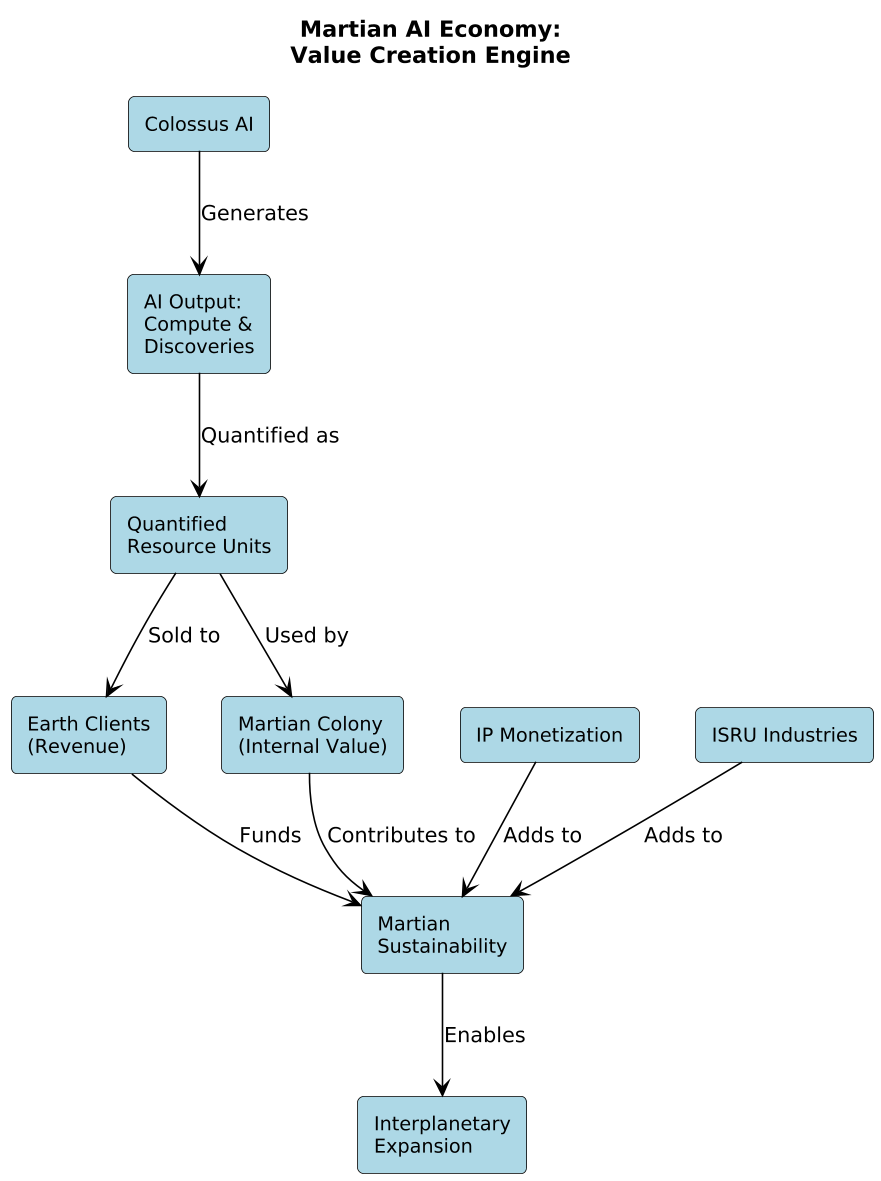 Martian AI Economy:
Value Creation Engine
Colossus AI
Generates
AI Output:
Compute &
Discoveries
Quantified as
Quantified
Resource Units
Sold to
Used by
Earth Clients
(Revenue)
Martian Colony
(Internal Value)
IP Monetization
ISRU Industries
Funds
Contributes to
Adds to
Adds to
Martian
Sustainability
Enables
Interplanetary
Expansion